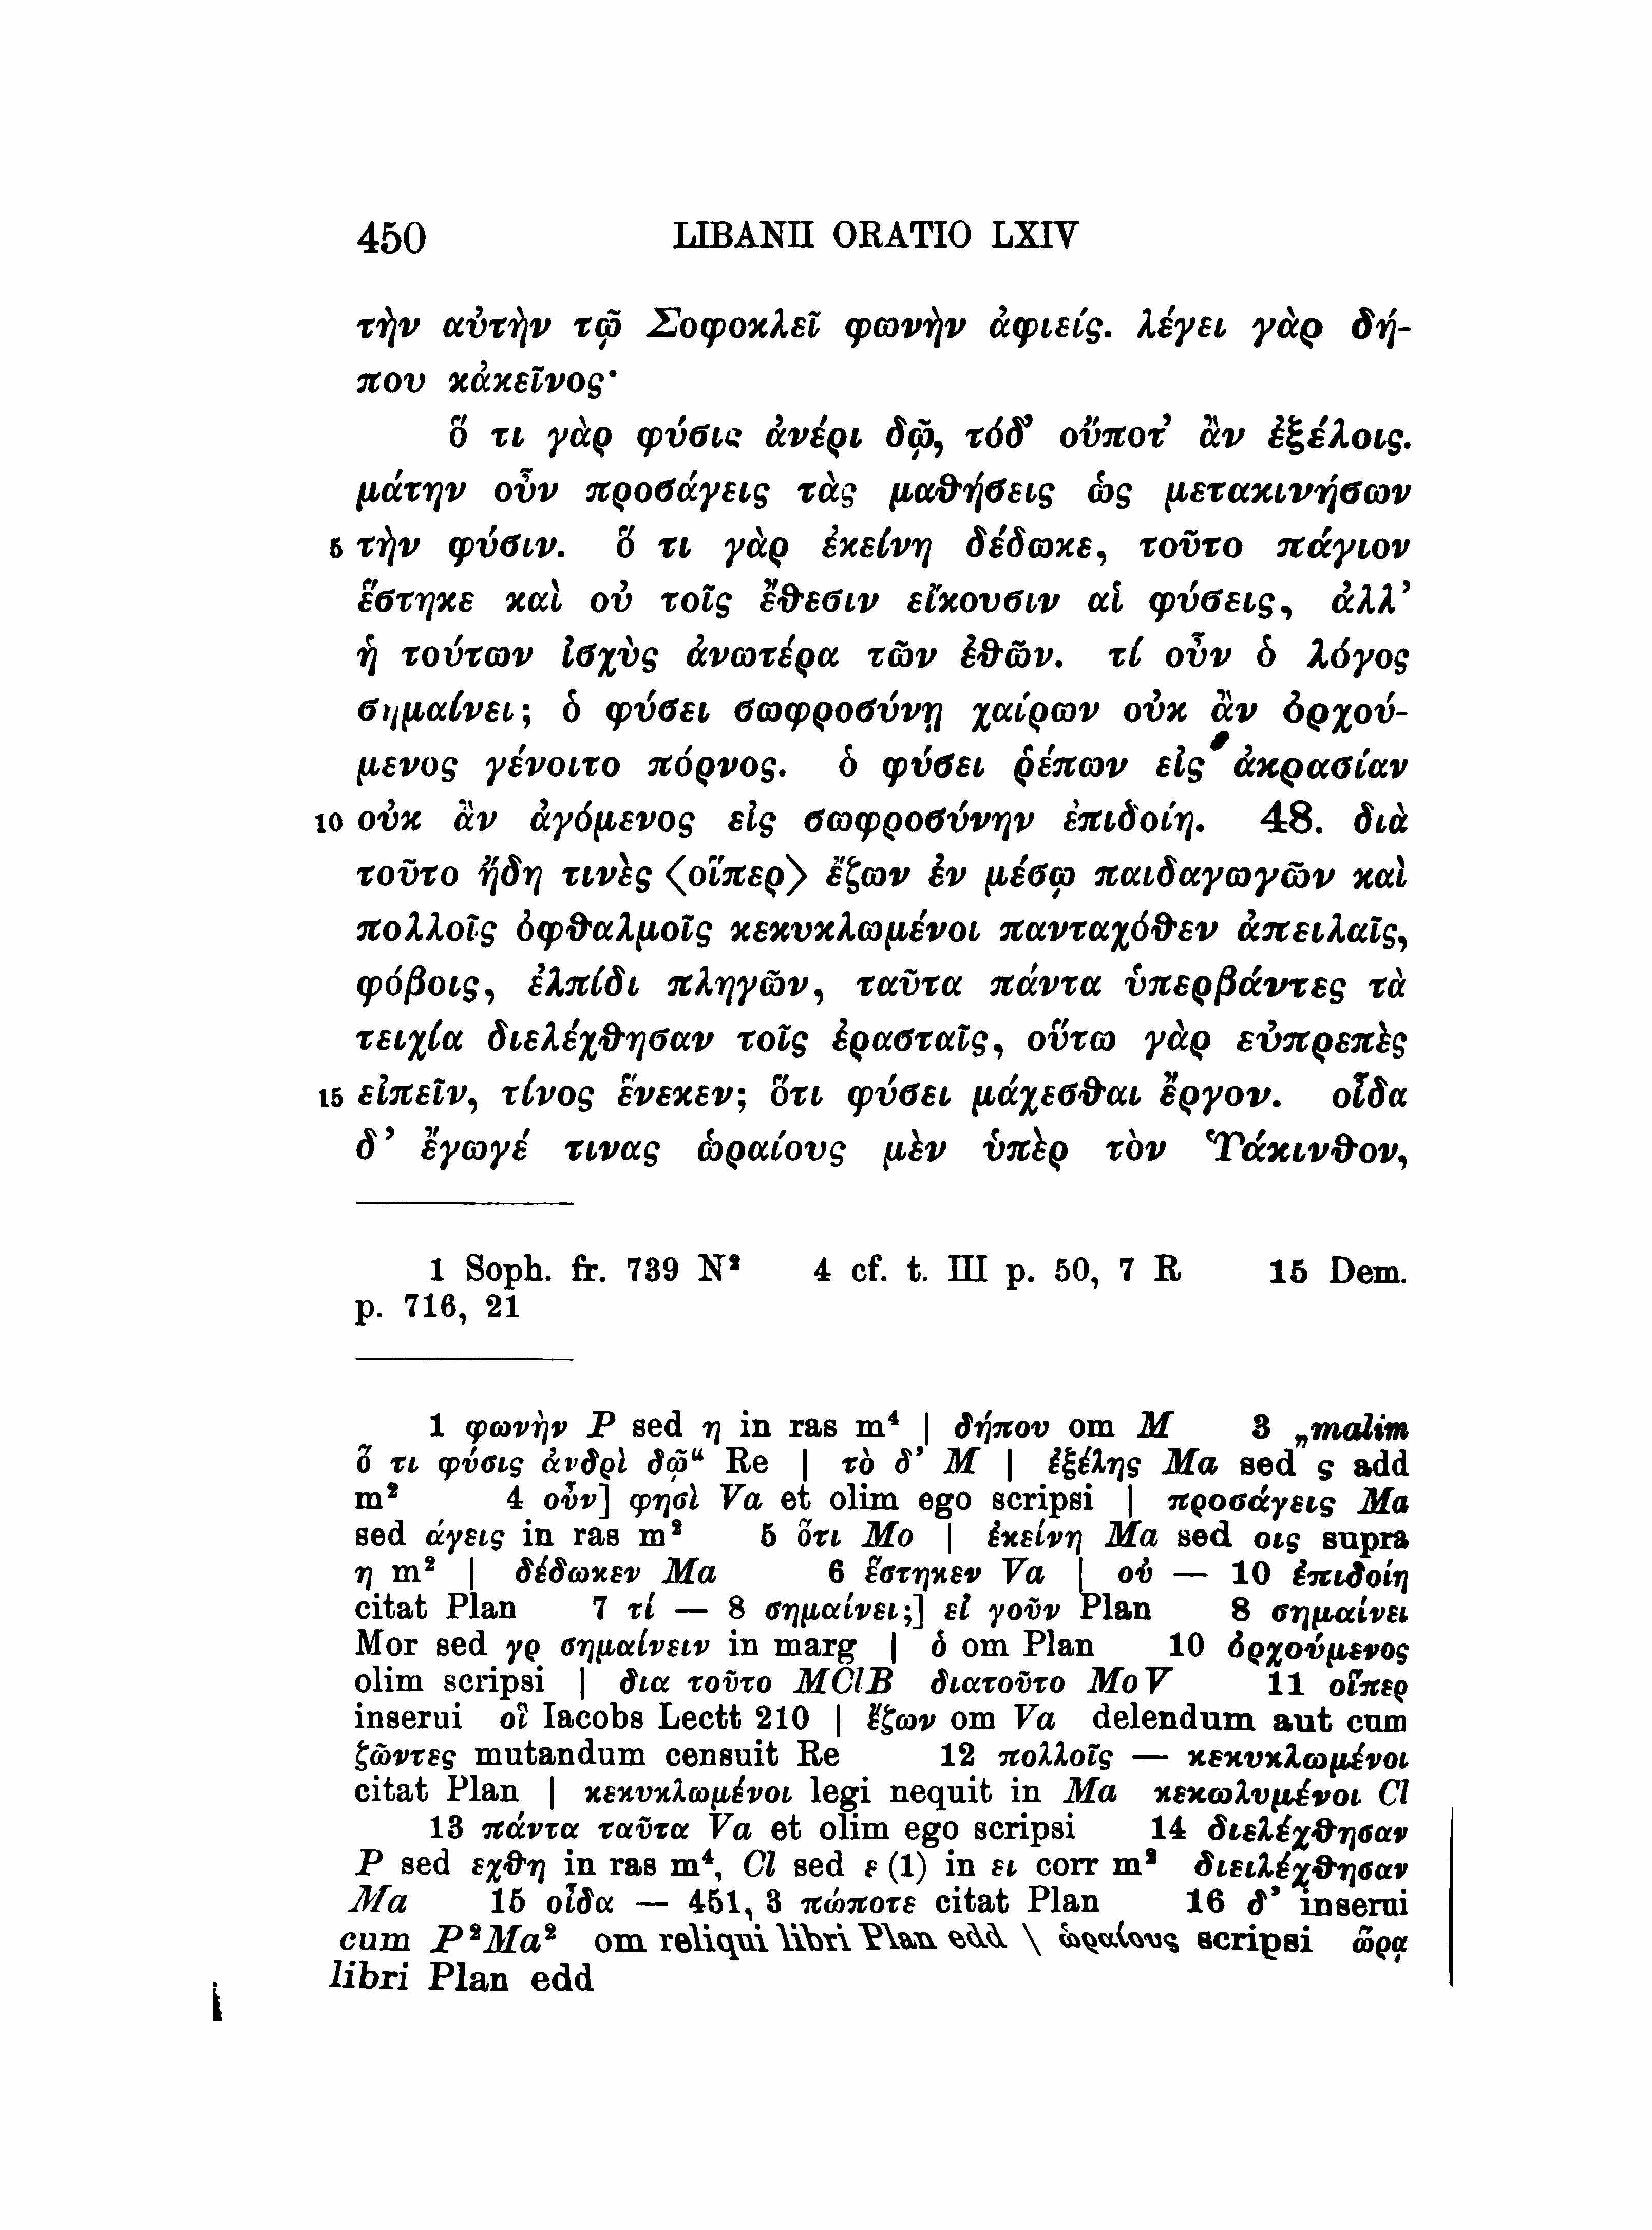 450 LIBANII ORATIO LXIV
τὴν αὐτὴν τῷ Σοφοκλεῖ φωνὴν ἀφιείς. λέγει γὰρ δή-
που κἀκεῖνος·
ὅ τι γὰρ φύσις ἀνέρι δῷ, τόδ’ οὔποτ’ ἂν ἐξέλοις.
μάτην οὖν προσάγεις τὰς μαθήσεις ὡς μετακινήσων
5 τὴν φύσιν. ὅ τι γὰρ ἐκείνη δέδωκε, τοῦτο πάγιον
ἕστηκε καὶ οὐ τοῖς ἔθεσιν εἴκουσιν αἱ φύσεις, ἀλλ’
ἡ τούτων ἰσχὺς ἀνωτέρα τῶν ἐθῶν. τί οὖν ὁ λόγος
σημαίνει; ὁ φύσει σωφροσύνῃ χαίρων οὐκ ἂν ὀρχού-
μενος γένοιτο πόρνος. ὁ φύσει ῥέπων εἰς ἀκρασίαν
10 οὐκ ἂν ἀγόμενος εἰς σωφροσύνην ἐπιδοίη. 48. διὰ
τοῦτο ἤδη τινὲς ⟨οἵπερ⟩ ἔζων ἐν μέσῳ παιδαγωγῶν καὶ
πολλοῖς ὀφθαλμοῖς κεκυκλωμένοι πανταχόθεν ἀπειλαῖς,
φόβοις, ἐλπίδι πληγῶν, ταῦτα πάντα ὑπερβάντες τὰ
τειχία διελέχθησαν τοῖς ἐρασταῖς, οὕτω γὰρ εὐπρεπὲς
15 εἰπεῖν, τίνος ἕνεκεν; ὅτι φύσει μάχεσθαι ἔργον. οἶδα
δ’ ἔγωγέ τινας ὡραίους μὲν ὑπὲρ τὸν Ὑάκινθον,
1 Soph. fr. 739 N² 4 cf. t. III p. 50, 7 R 15 Dem.
p. 716, 21
1 φωνὴν P sed η in ras m⁴ | δήπου om M 3 „malim
ὅ τι φύσις ἀνδρὶ δῷ“ Re | τὸ δ’ M | ἐξέλης Ma sed ς add
m² 4 οὖν] φησὶ Va et olim ego scripsi | προσάγεις Ma
sed άγεις in ras m² 5 ὅτι Mo | ἐκείνη Ma sed οις supra
η m² | δέδωκεν Ma 6 ἕστηκεν Va | οὐ — 10 ἐπιδοίη
citat Plan 7 τί — 8 σημαίνει;] εἰ γοῦν Plan 8 σημαίνει
Mor sed γρ σημαίνειν in marg | ὁ om Plan 10 ὀρχούμενος
olim scripsi | δια τοῦτο MClB διατοῦτο MoV 11 οἵπερ
inserui οἳ Iacobs Lectt 210 | ἔζων om Va delendum aut cum
ζῶντες mutandum censuit Re 12 πολλοῖς — κεκυκλωμένοι
citat Plan | κεκυκλωμένοι legi nequit in Ma κεκωλυμένοι Cl
13 πάντα ταῦτα Va et olim ego scripsi 14 διελέχθησαν
P sed εχθη in ras m⁴, Cl sed ε (1) in ει corr m² διειλέχθησαν
Ma 15 οἶδα — 451, 3 πώποτε citat Plan 16 δ’ inserui
cum P²Ma² om reliqui libri Plan edd \ ὡραίους scripsi ὥρᾳ
libri Plan edd